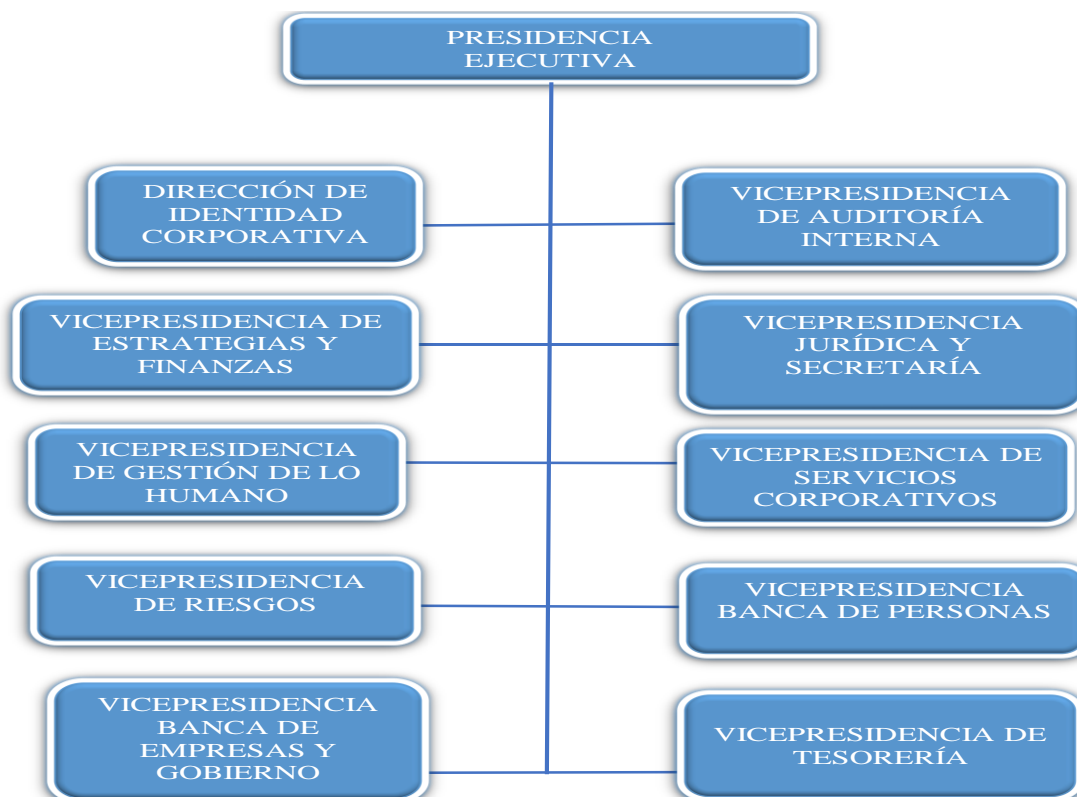 PRESIDENCIA
EJECUTIVA
DIRECCIÓN DE
IDENTIDAD
CORPORATIVA
VICEPRESIDENCIA
DE AUDITORÍA
INTERNA
VICEPRESIDENCIA DE
ESTRATEGIAS Y
FINANZAS
VICEPRESIDENCIA
JURÍDICA Y
SECRETARÍA
VICEPRESIDENCIA
DE GESTIÓN DE LO
HUMANO
VICEPRESIDENCIA DE
SERVICIOS
CORPORATIVOS
VICEPRESIDENCIA
DE RIESGOS
VICEPRESIDENCIA
BANCA DE PERSONAS
VICEPRESIDENCIA
BANCA DE
EMPRESAS Y
GOBIERNO
VICEPRESIDENCIA DE
TESORERÍA